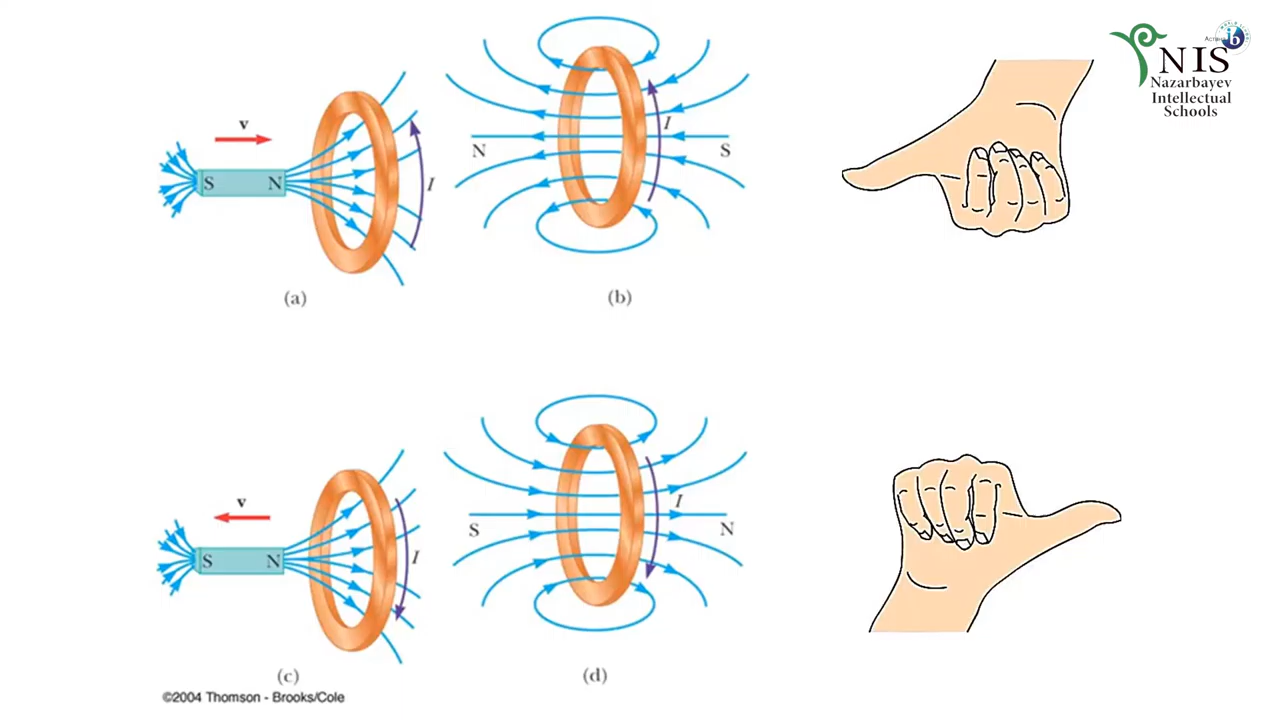 NIS
Nazarbayev
Intellectual
Schools
v
S
N
I
(a)
N
S
I
(b)
v
S
N
I
(c)
S
N
I
(d)
©2004 Thomson - Brooks/Cole